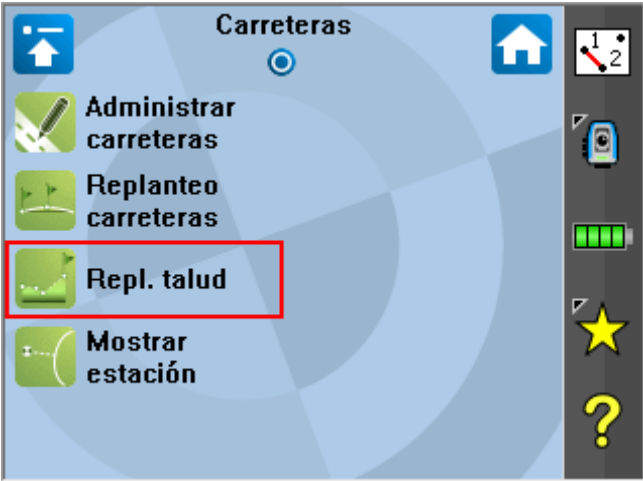 Carreteras
Administrar
carreteras
Replanteo
carreteras
Repl. talud
Mostrar
estación
1
2
?